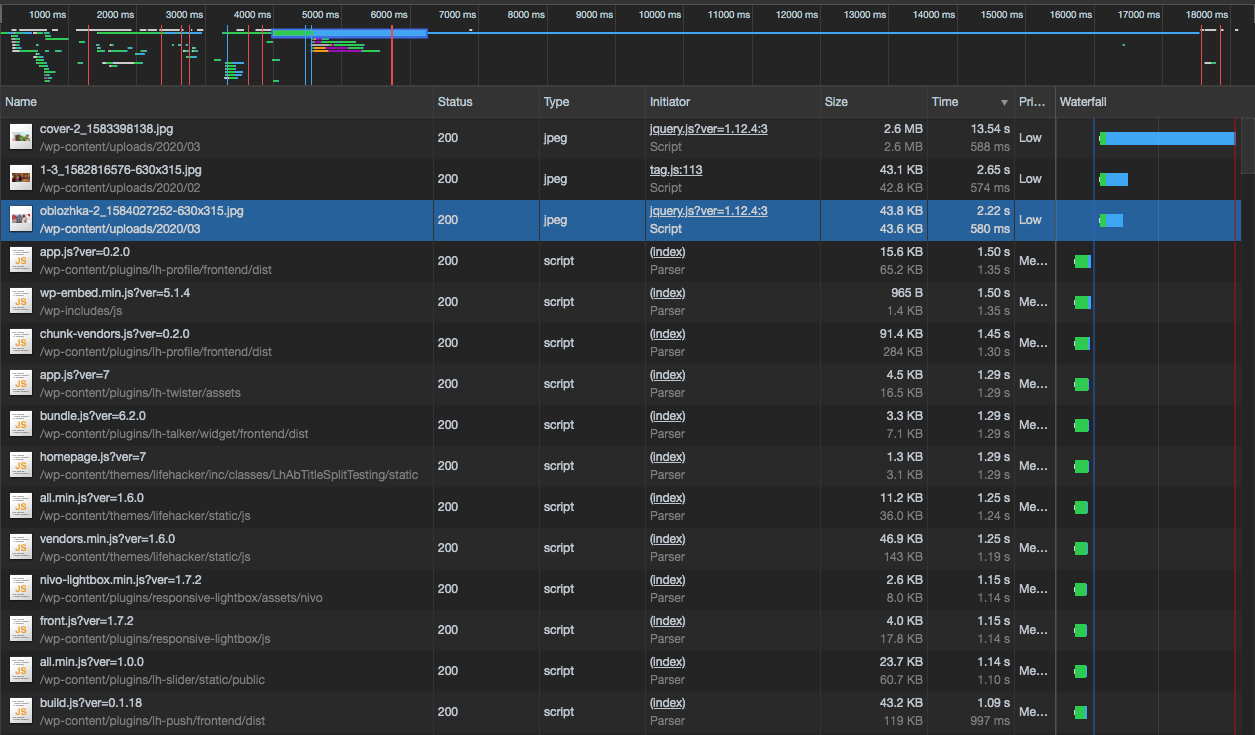 1000 ms 2000 ms 3000 ms 4000 ms 5000 ms 6000 ms 7000 ms 8000 ms 9000 ms 10000 ms 11000 ms 12000 ms 13000 ms 14000 ms 15000 ms 16000 ms 17000 ms 18000 ms
Name Status Type Initiator Size Time ▼ Pri... Waterfall
cover-2_1583398138.jpg 200 jpeg jquery.js?ver=1.12.4:3 2.6 MB 13.54 s Low
/wp-content/uploads/2020/03 Script 2.6 MB 588 ms
1-3_1582816576-630x315.jpg 200 jpeg tag.js:113 43.1 KB 2.65 s Low
/wp-content/uploads/2020/02 Script 42.8 KB 574 ms
oblozhka-2_1584027252-630x315.jpg 200 jpeg jquery.js?ver=1.12.4:3 43.8 KB 2.22 s Low
/wp-content/uploads/2020/03 Script 43.6 KB 580 ms
JS app.js?ver=0.2.0 200 script (index) 15.6 KB 1.50 s Me...
/wp-content/plugins/lh-profile/frontend/dist Parser 65.2 KB 1.35 s
JS wp-embed.min.js?ver=5.1.4 200 script (index) 965 B 1.50 s Me...
/wp-includes/js Parser 1.4 KB 1.35 s
JS chunk-vendors.js?ver=0.2.0 200 script (index) 91.4 KB 1.45 s Me...
/wp-content/plugins/lh-profile/frontend/dist Parser 284 KB 1.30 s
JS app.js?ver=7 200 script (index) 4.5 KB 1.29 s Me...
/wp-content/plugins/lh-twister/assets Parser 16.5 KB 1.29 s
JS bundle.js?ver=6.2.0 200 script (index) 3.3 KB 1.29 s Me...
/wp-content/plugins/lh-talker/widget/frontend/dist Parser 7.1 KB 1.29 s
JS homepage.js?ver=7 200 script (index) 1.3 KB 1.29 s Me...
/wp-content/themes/lifehacker/inc/classes/LhAbTitleSplitTesting/static Parser 3.1 KB 1.29 s
JS all.min.js?ver=1.6.0 200 script (index) 11.2 KB 1.25 s Me...
/wp-content/themes/lifehacker/static/js Parser 36.0 KB 1.24 s
JS vendors.min.js?ver=1.6.0 200 script (index) 46.9 KB 1.25 s Me...
/wp-content/themes/lifehacker/static/js Parser 143 KB 1.19 s
JS nivo-lightbox.min.js?ver=1.7.2 200 script (index) 2.6 KB 1.15 s Me...
/wp-content/plugins/responsive-lightbox/assets/nivo Parser 8.0 KB 1.14 s
JS front.js?ver=1.7.2 200 script (index) 4.0 KB 1.15 s Me...
/wp-content/plugins/responsive-lightbox/js Parser 17.8 KB 1.14 s
JS all.min.js?ver=1.0.0 200 script (index) 23.7 KB 1.14 s Me...
/wp-content/plugins/lh-slider/static/public Parser 60.7 KB 1.10 s
JS build.js?ver=0.1.18 200 script (index) 43.2 KB 1.09 s Me...
/wp-content/plugins/lh-push/frontend/dist Parser 119 KB 997 ms